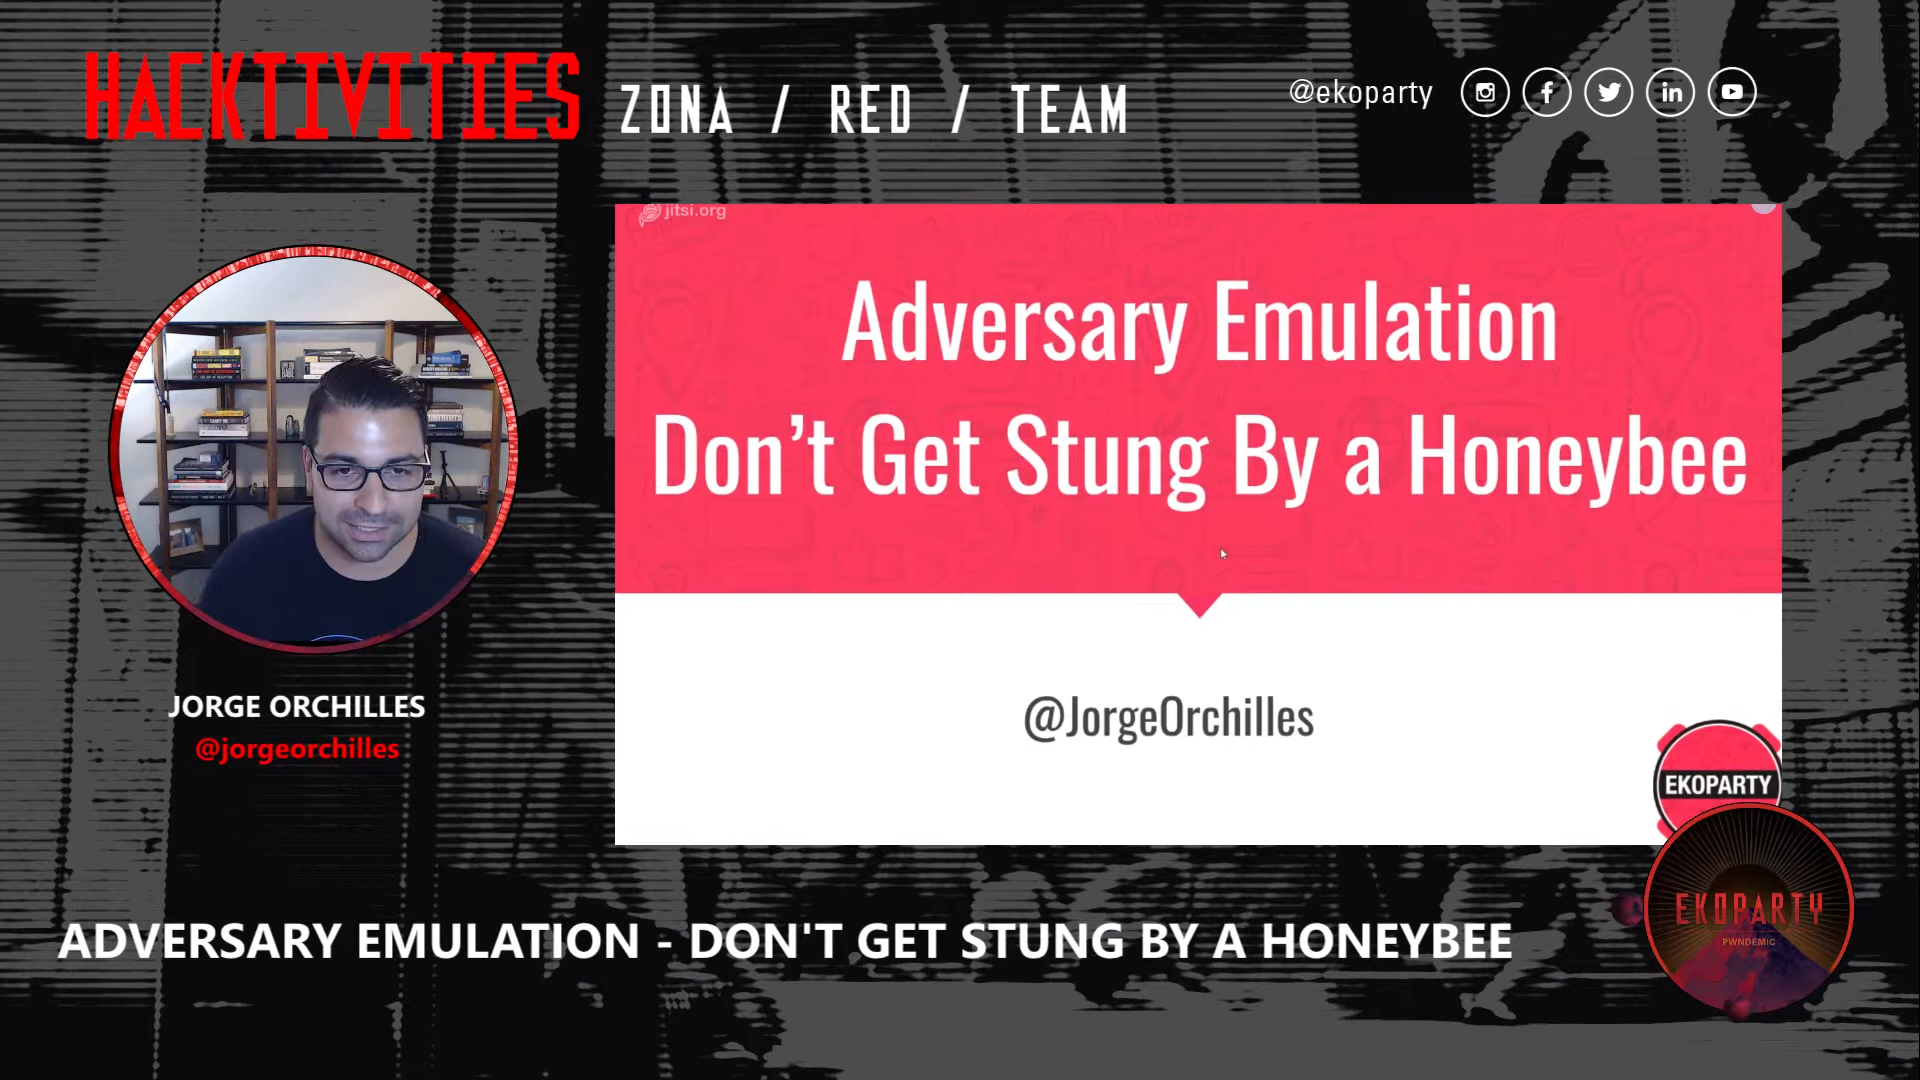 HACKTIVITIES
ZONA / RED / TEAM
@ekoparty
jitsi.org
Adversary Emulation
Don’t Get Stung By a Honeybee
@JorgeOrchilles
EKOPARTY
JORGE ORCHILLES
@jorgeorchilles
ADVERSARY EMULATION - DON'T GET STUNG BY A HONEYBEE
EKOPARTY
PWNDEMIC